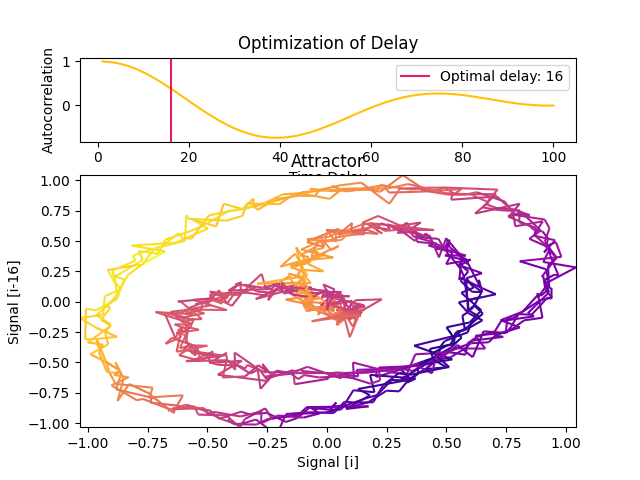 Optimization of Delay
Autocorrelation
1
0
Optimal delay: 16
0 20 40 60 80 100
Time Delay
Attractor
Signal [i-16]
1.00
0.75
0.50
0.25
0.00
−0.25
−0.50
−0.75
−1.00
−1.00 −0.75 −0.50 −0.25 0.00 0.25 0.50 0.75 1.00
Signal [i]